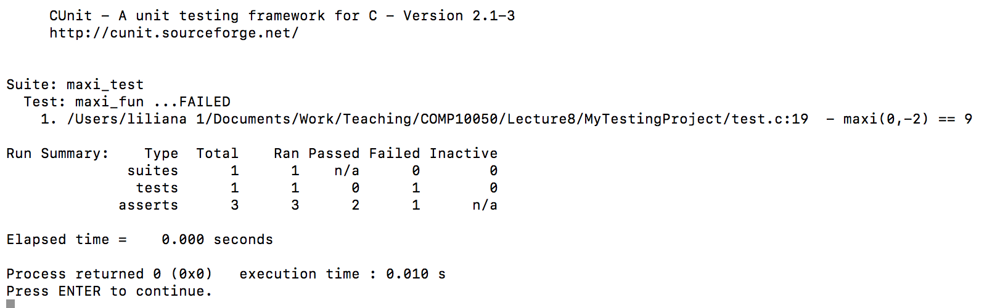 CUnit - A unit testing framework for C - Version 2.1-3
http://cunit.sourceforge.net/
Suite: maxi_test
Test: maxi_fun ...FAILED
1. /Users/liliana 1/Documents/Work/Teaching/COMP10050/Lecture8/MyTestingProject/test.c:19 - maxi(0,-2) == 9
Run Summary: Type Total Ran Passed Failed Inactive
suites 1 1 n/a 0 0
tests 1 1 0 1 0
asserts 3 3 2 1 n/a
Elapsed time = 0.000 seconds
Process returned 0 (0x0) execution time : 0.010 s
Press ENTER to continue.